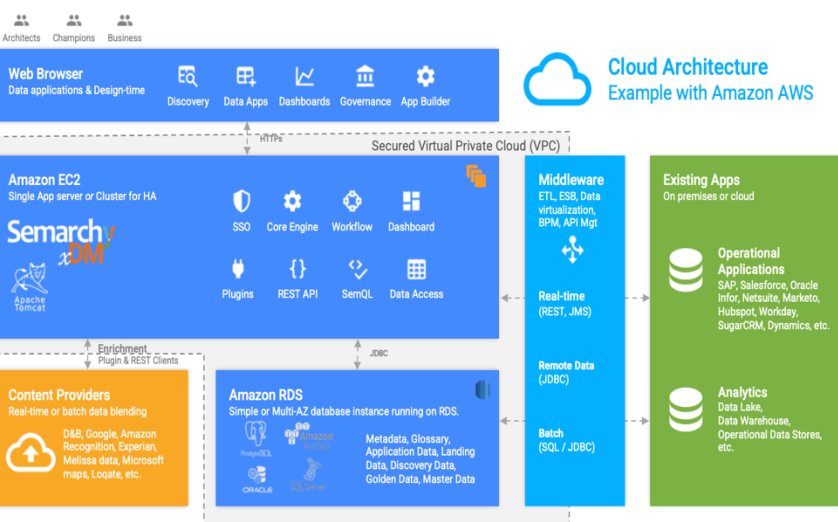 Architects Champions Business
Web Browser
Data applications & Design-time
Discovery Data Apps Dashboards Governance App Builder
Cloud Architecture
Example with Amazon AWS
HTTPs
Secured Virtual Private Cloud (VPC)
Amazon EC2
Single App server or Cluster for HA
Semarchy
xDM
Apache
Tomcat
SSO Core Engine Workflow Dashboard
Plugins REST API SemQL Data Access
Middleware
ETL, ESB, Data
virtualization,
BPM, API Mgt
Real-time
(REST, JMS)
Remote Data
(JDBC)
Batch
(SQL / JDBC)
Existing Apps
On premises or cloud
Operational
Applications
SAP, Salesforce, Oracle
Infor, Netsuite, Marketo,
Hubspot, Workday,
SugarCRM, Dynamics, etc.
Analytics
Data Lake,
Data Warehouse,
Operational Data Stores,
etc.
Enrichment
Plugin & REST Clients
JDBC
Content Providers
Real-time or batch data blending
D&B, Google, Amazon
Recognition, Experian,
Melissa data, Microsoft
maps, Loqate, etc.
Amazon RDS
Simple or Multi-AZ database instance running on RDS.
PostgreSQL
Amazon
Aurora
ORACLE
SQL Server
Metadata, Glossary,
Application Data, Landing
Data, Discovery Data,
Golden Data, Master Data